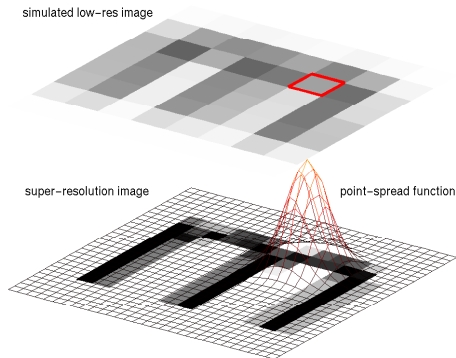 simulated low-res image
super-resolution image
point-spread function